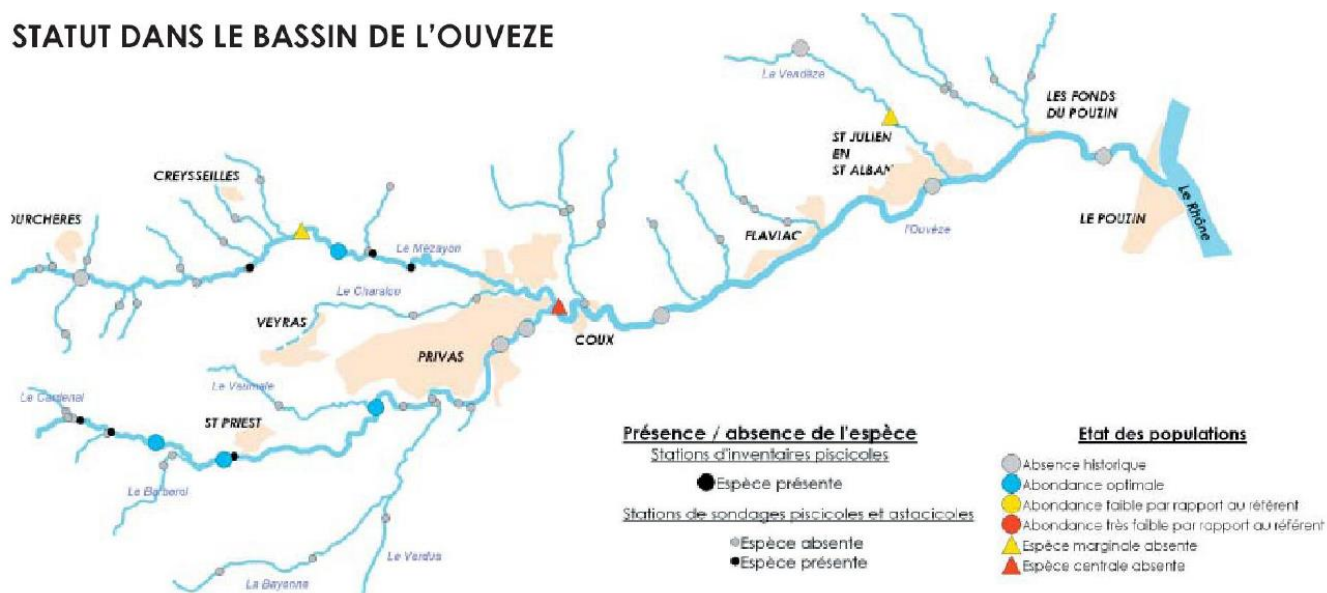 STATUT DANS LE BASSIN DE L'OUVEZE
La Vendèze
LES FONDS
DU POUZIN
ST JULIEN
EN
ST ALBAN
CREYSSEILLES
OURCHERES
LE POUZIN
Le Rhône
FLAVIAC
l'Ouvèze
Le Mézayon
Le Charalon
VEYRAS
COUX
PRIVAS
Le Vaumale
Le Cardenal
ST PRIEST
Le Barberol
Le Verdus
La Bayonne
Présence / absence de l'espèce
Stations d'inventaires piscicoles
Espèce présente
Stations de sondages piscicoles et astacicoles
Espèce absente
Espèce présente
Etat des populations
Absence historique
Abondance optimale
Abondance faible par rapport au référent
Abondance très faible par rapport au référent
Espèce marginale absente
Espèce centrale absente